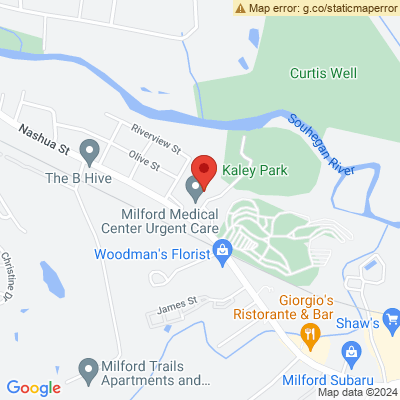 Map error: g.co/staticmaperror
Curtis Well
Souhegan
River
Riverview St
Nashua St
Olive St
Kaley Park
The B Hive
Milford Medical
Center Urgent Care
Woodman's Florist
Christine D
James St
Giorgio's
Ristorante & Bar
Shaw's
Milford Trails
Apartments and...
Milford Subaru
Google
Map data ©2024